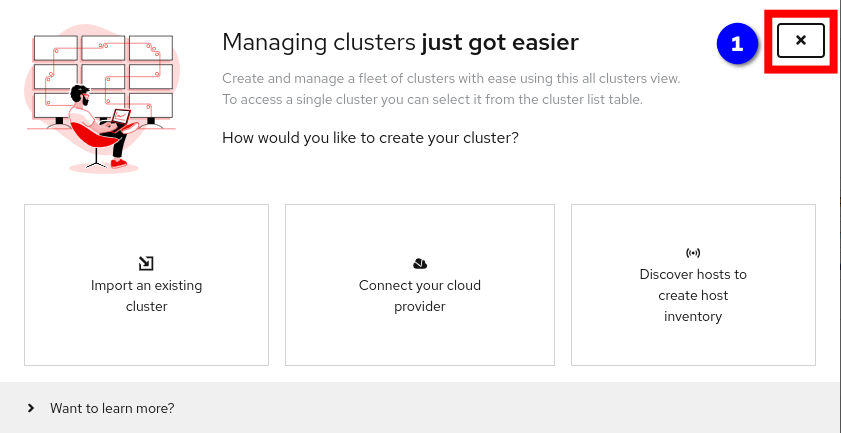 Managing clusters just got easier
1
Create and manage a fleet of clusters with ease using this all clusters view.
To access a single cluster you can select it from the cluster list table.
How would you like to create your cluster?
Import an existing
cluster
Connect your cloud
provider
Discover hosts to
create host
inventory
Want to learn more?